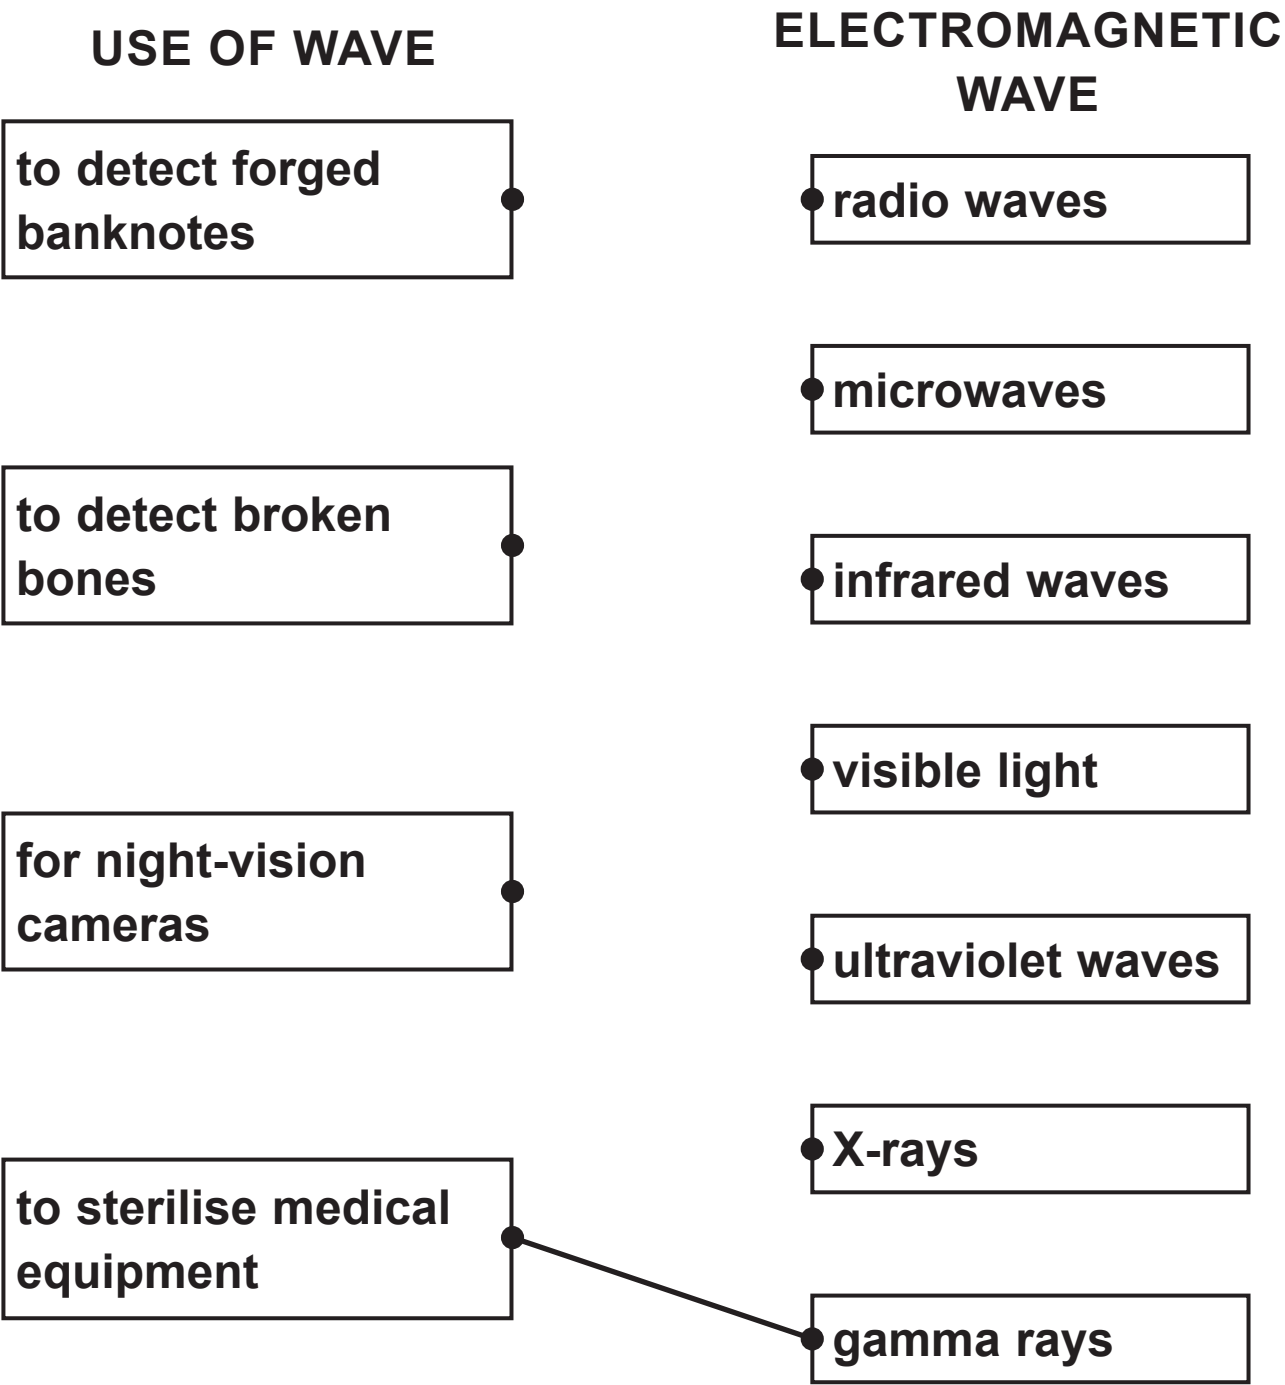 USE OF WAVE
to detect forged
banknotes
to detect broken
bones
for night-vision
cameras
to sterilise medical
equipment
ELECTROMAGNETIC
WAVE
radio waves
microwaves
infrared waves
visible light
ultraviolet waves
X-rays
gamma rays